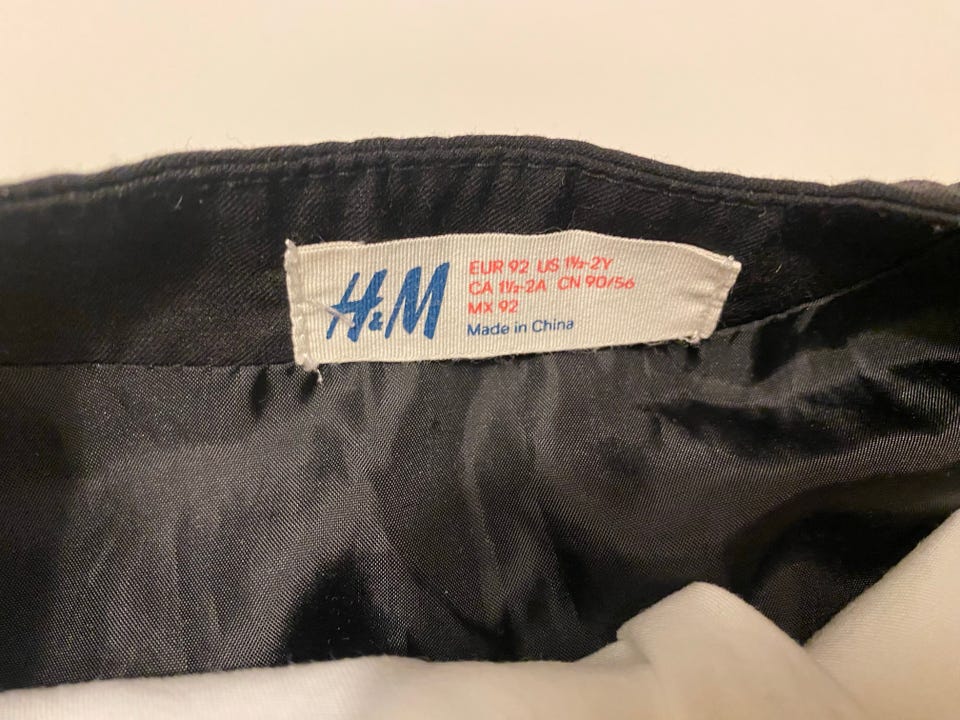 H&M
EUR 92 US 1½-2Y
CA 1½-2A CN 90/56
MX 92
Made in China